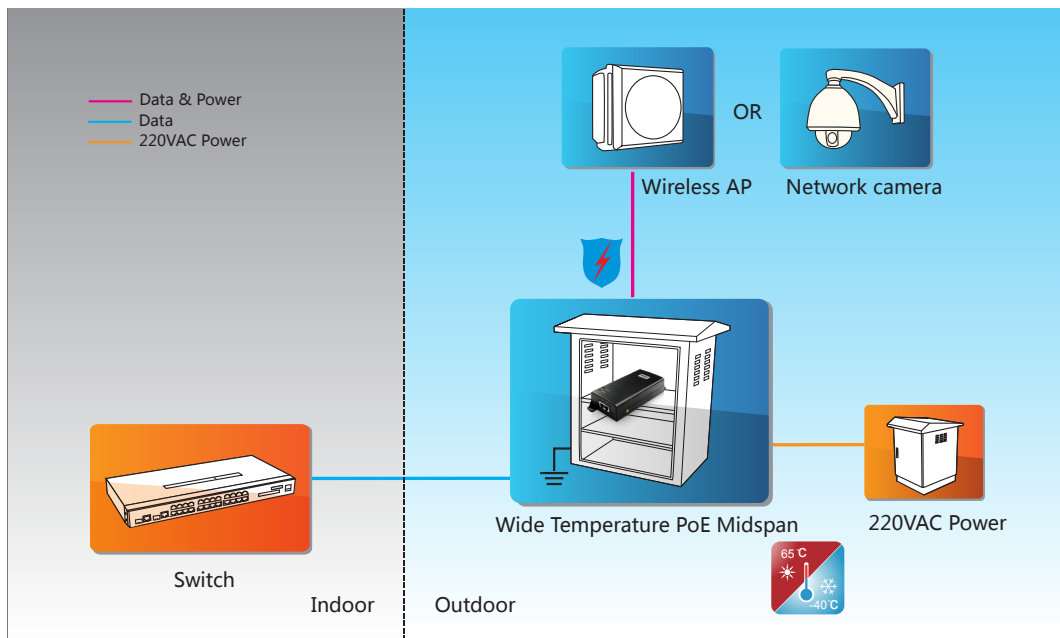 Data & Power
Data
220VAC Power
OR
Wireless AP
Network camera
Wide Temperature PoE Midspan
220VAC Power
Switch
65℃
-40℃
Indoor
Outdoor